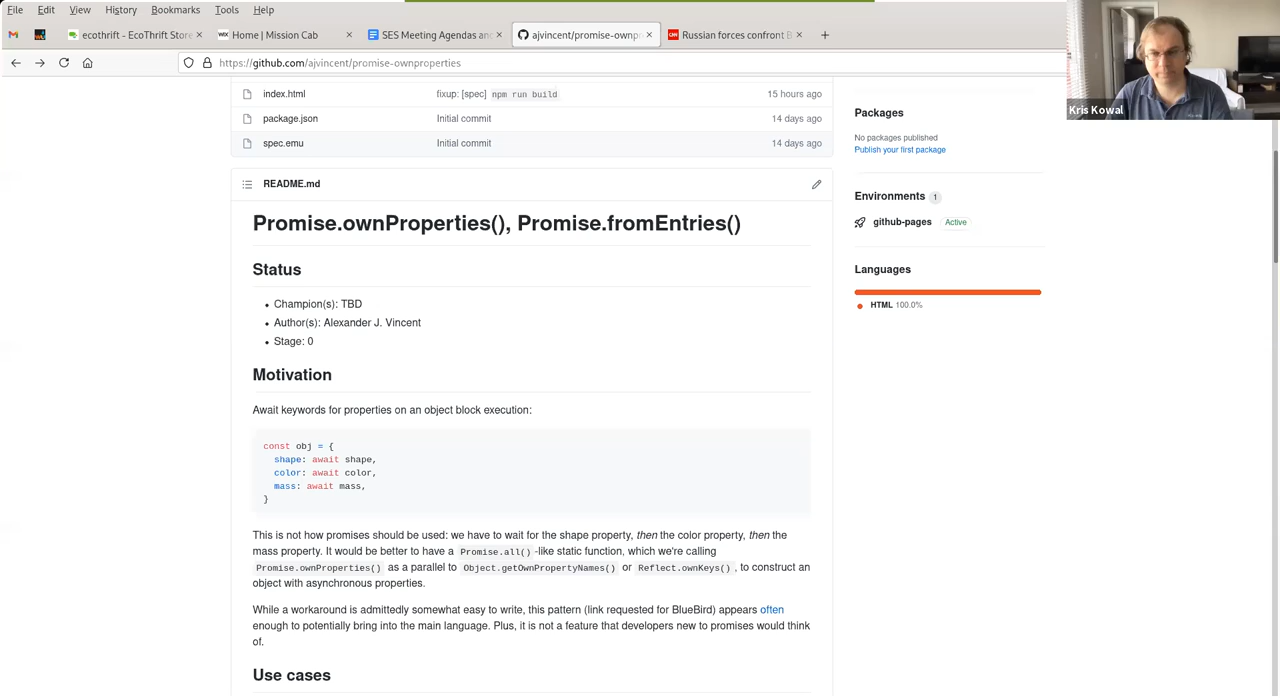 File Edit View History Bookmarks Tools Help
ecothrift - EcoThrift Store
WIX Home | Mission Cab
SES Meeting Agendas and
ajvincent/promise-ownp
Russian forces confront
https://github.com/ajvincent/promise-ownproperties
index.html fixup: [spec] npm run build 15 hours ago
package.json Initial commit 14 days ago
spec.emu Initial commit 14 days ago
README.md
Promise.ownProperties(), Promise.fromEntries()
Status
Champion(s): TBD
Author(s): Alexander J. Vincent
Stage: 0
Motivation
Await keywords for properties on an object block execution:
const obj = {
shape: await shape,
color: await color,
mass: await mass,
}
This is not how promises should be used: we have to wait for the shape property, then the color property, then the
mass property. It would be better to have a Promise.all() -like static function, which we're calling
Promise.ownProperties() as a parallel to Object.getOwnPropertyNames() or Reflect.ownKeys() , to construct an
object with asynchronous properties.
While a workaround is admittedly somewhat easy to write, this pattern (link requested for BlueBird) appears often
enough to potentially bring into the main language. Plus, it is not a feature that developers new to promises would think
of.
Use cases
Packages
No packages published
Publish your first package
Environments 1
github-pages Active
Languages
HTML 100.0%
Kris Kowal